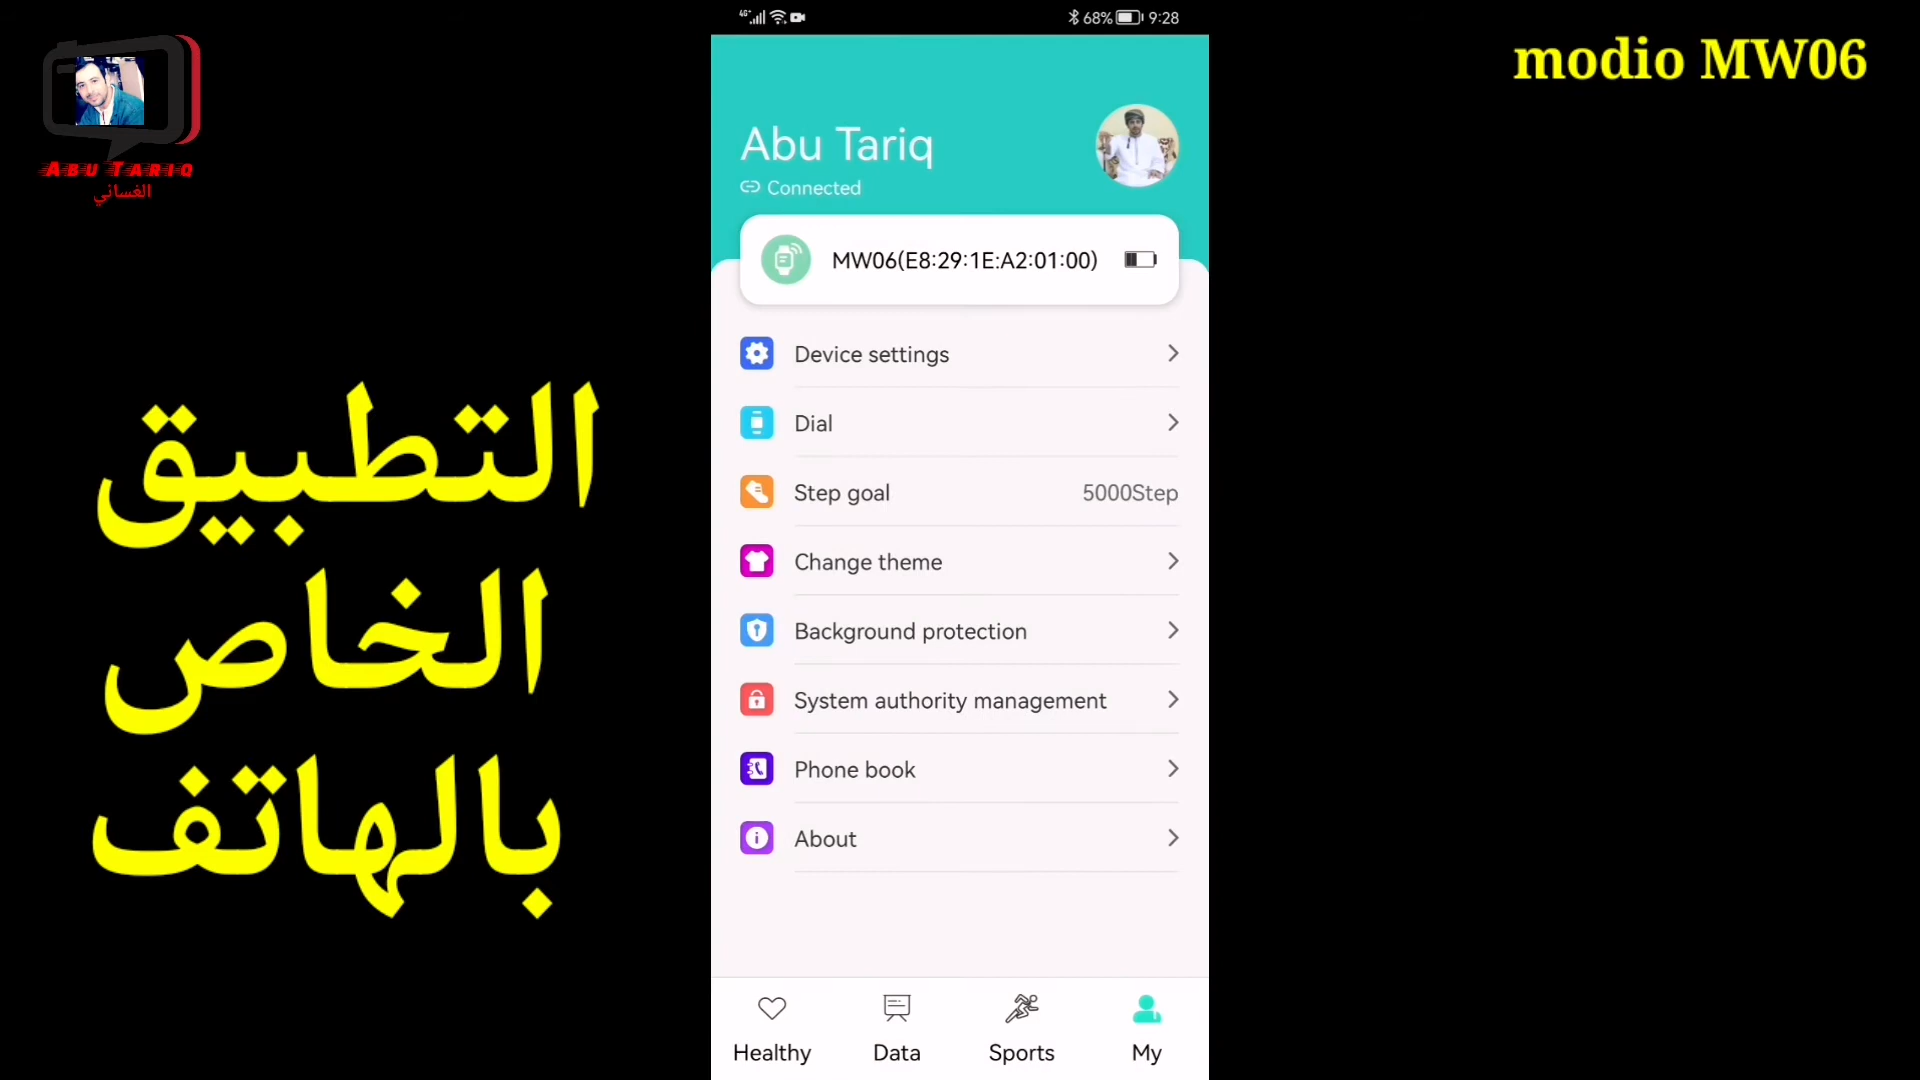 4G+ 68% 9:28
modio MW06
ABU TARIQ
الغساني
Abu Tariq
Connected
MW06(E8:29:1E:A2:01:00)
Device settings
Dial
Step goal 5000Step
Change theme
Background protection
System authority management
Phone book
About
التطبيق
الخاص
بالهاتف
Healthy Data Sports My